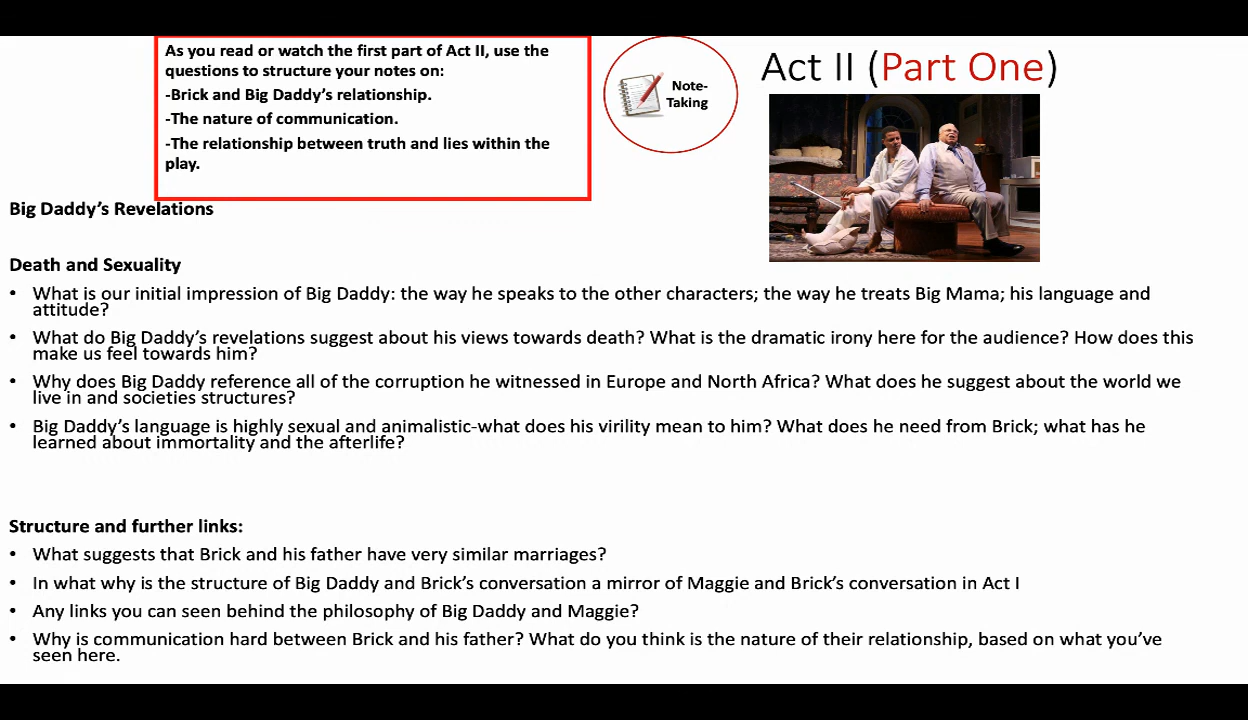 As you read or watch the first part of Act II, use the
questions to structure your notes on:
-Brick and Big Daddy's relationship.
-The nature of communication.
-The relationship between truth and lies within the
play.
Note-
Taking
Act II (Part One)
Big Daddy's Revelations
Death and Sexuality
• What is our initial impression of Big Daddy: the way he speaks to the other characters; the way he treats Big Mama; his language and
attitude?
• What do Big Daddy's revelations suggest about his views towards death? What is the dramatic irony here for the audience? How does this
make us feel towards him?
• Why does Big Daddy reference all of the corruption he witnessed in Europe and North Africa? What does he suggest about the world we
live in and societies structures?
• Big Daddy's language is highly sexual and animalistic-what does his virility mean to him? What does he need from Brick; what has he
learned about immortality and the afterlife?
Structure and further links:
• What suggests that Brick and his father have very similar marriages?
• In what why is the structure of Big Daddy and Brick's conversation a mirror of Maggie and Brick's conversation in Act I
• Any links you can seen behind the philosophy of Big Daddy and Maggie?
• Why is communication hard between Brick and his father? What do you think is the nature of their relationship, based on what you've
seen here.